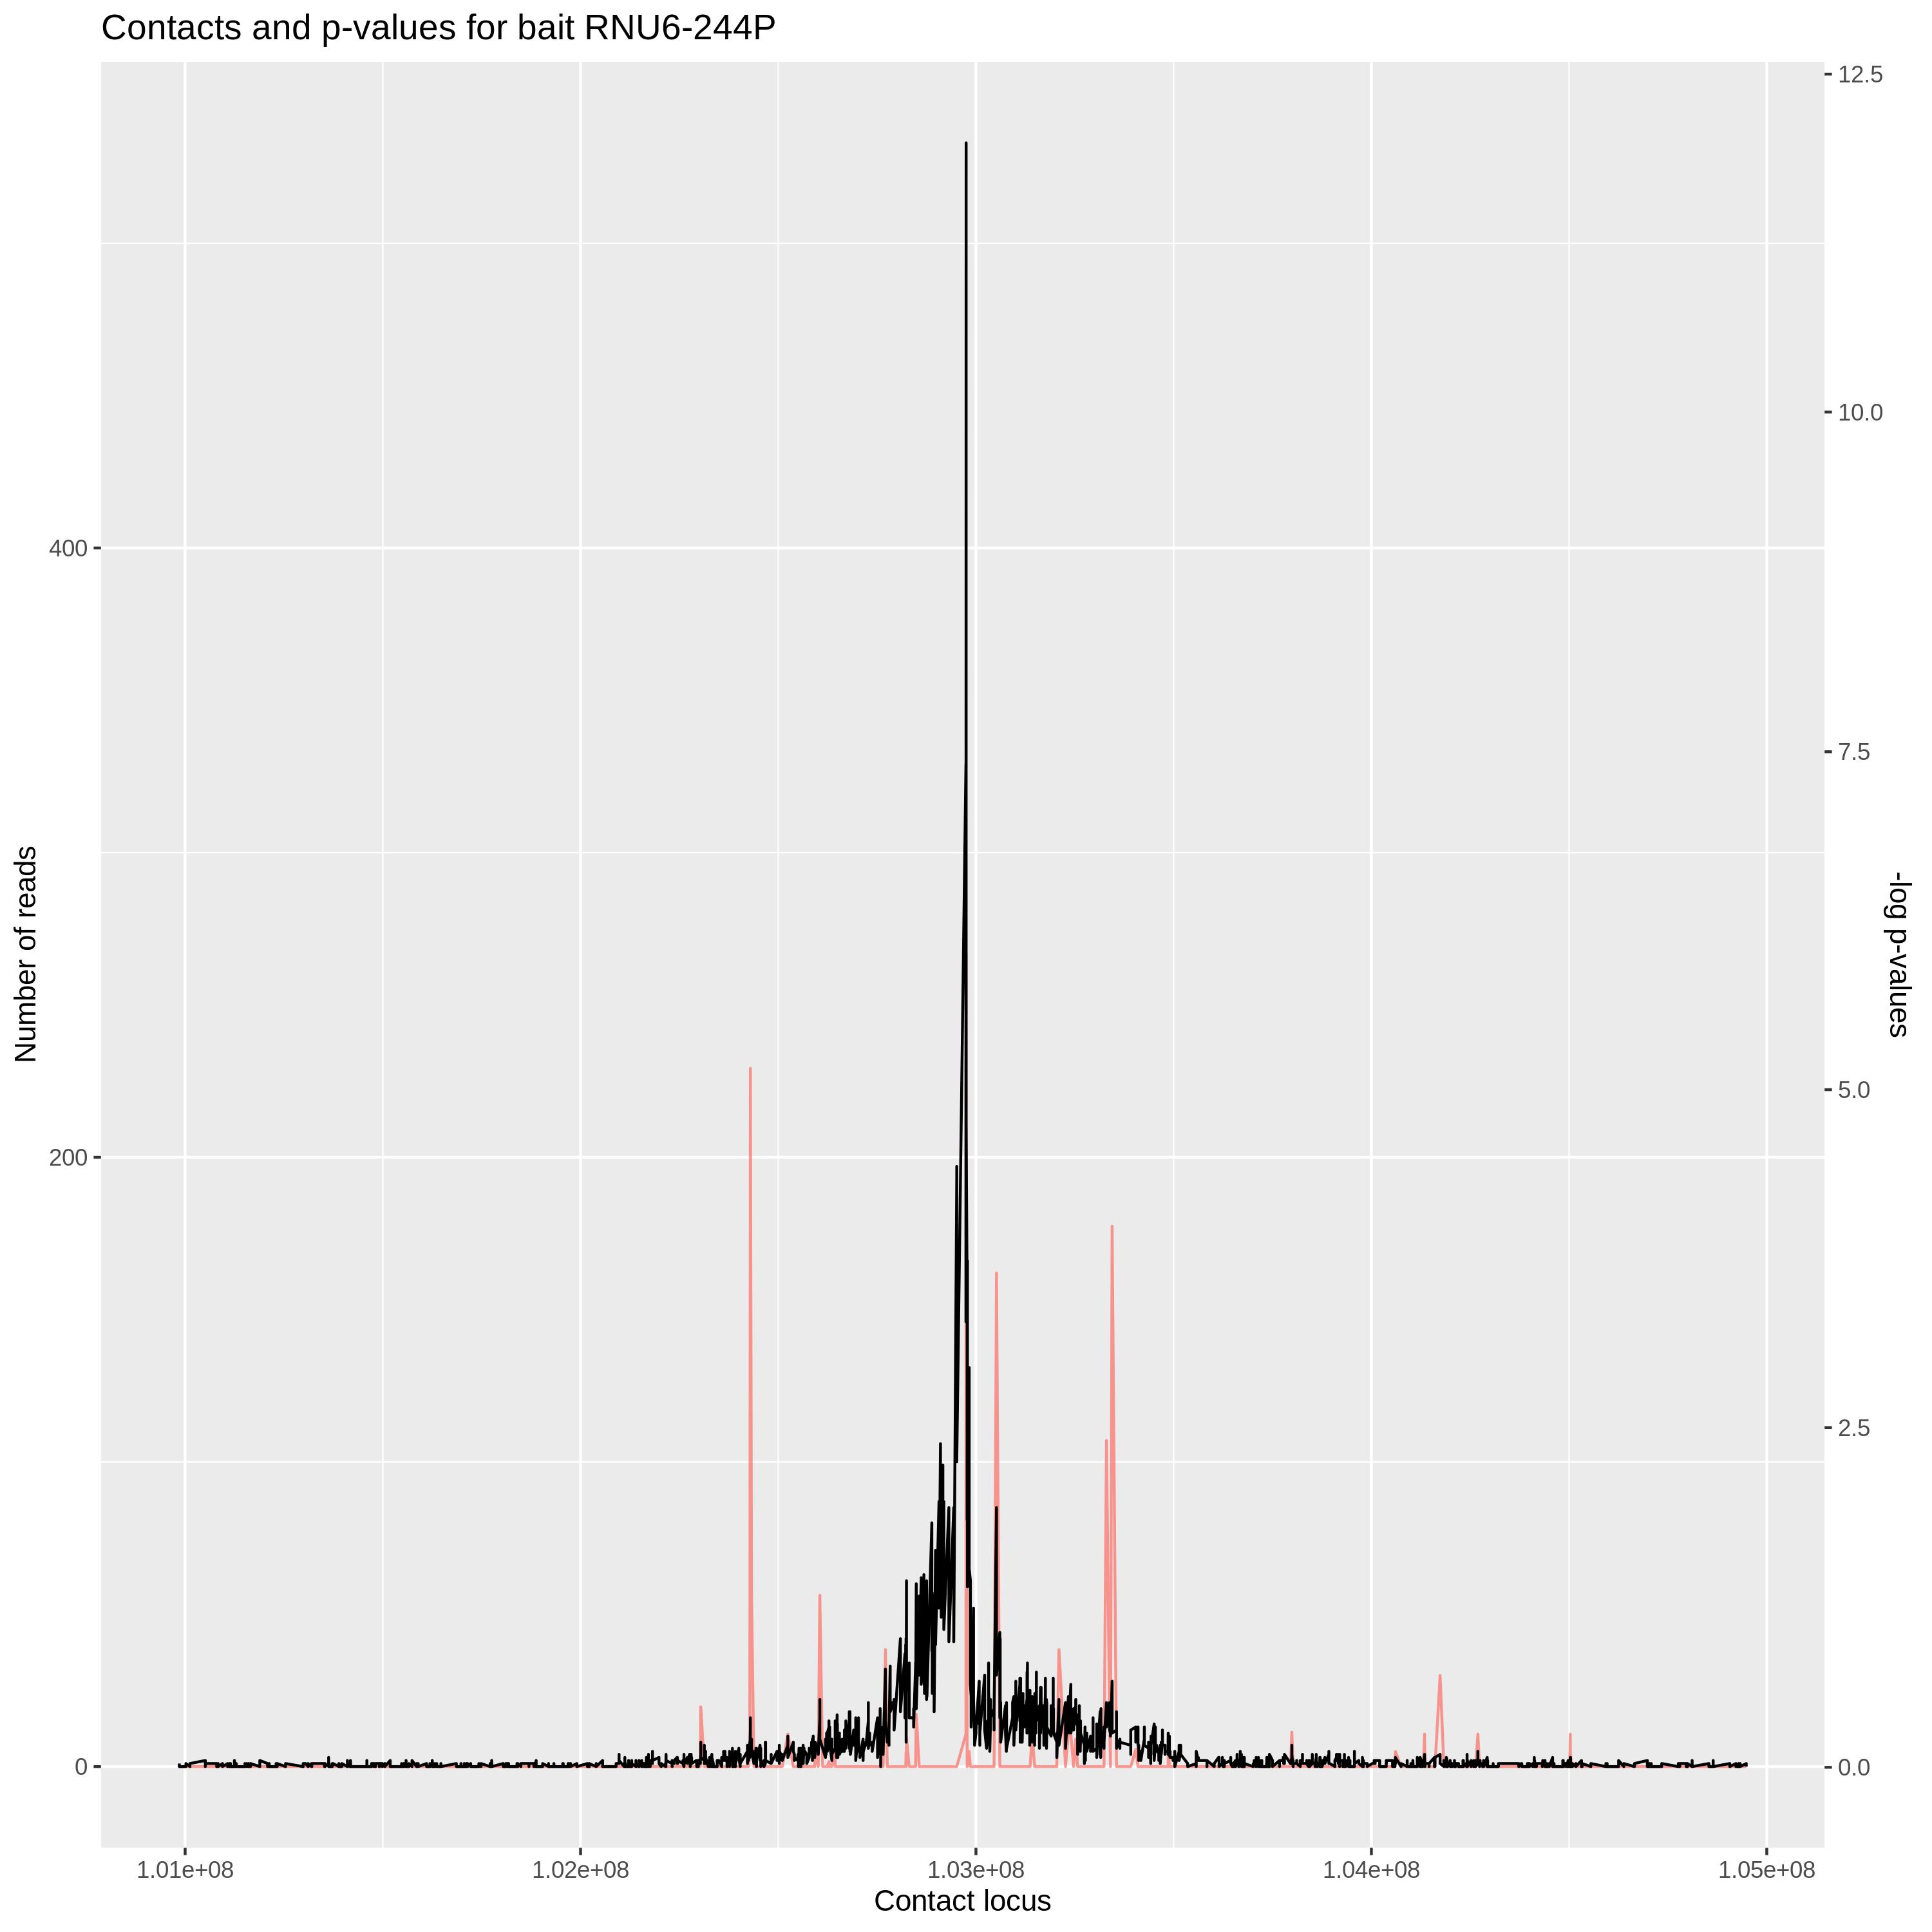 Contacts and p-values for bait RNU6-244P
12.5
10.0
7.5
5.0
2.5
0.0
400
200
0
Number of reads
-log p-values
1.01e+08
1.02e+08
1.03e+08
1.04e+08
1.05e+08
Contact locus